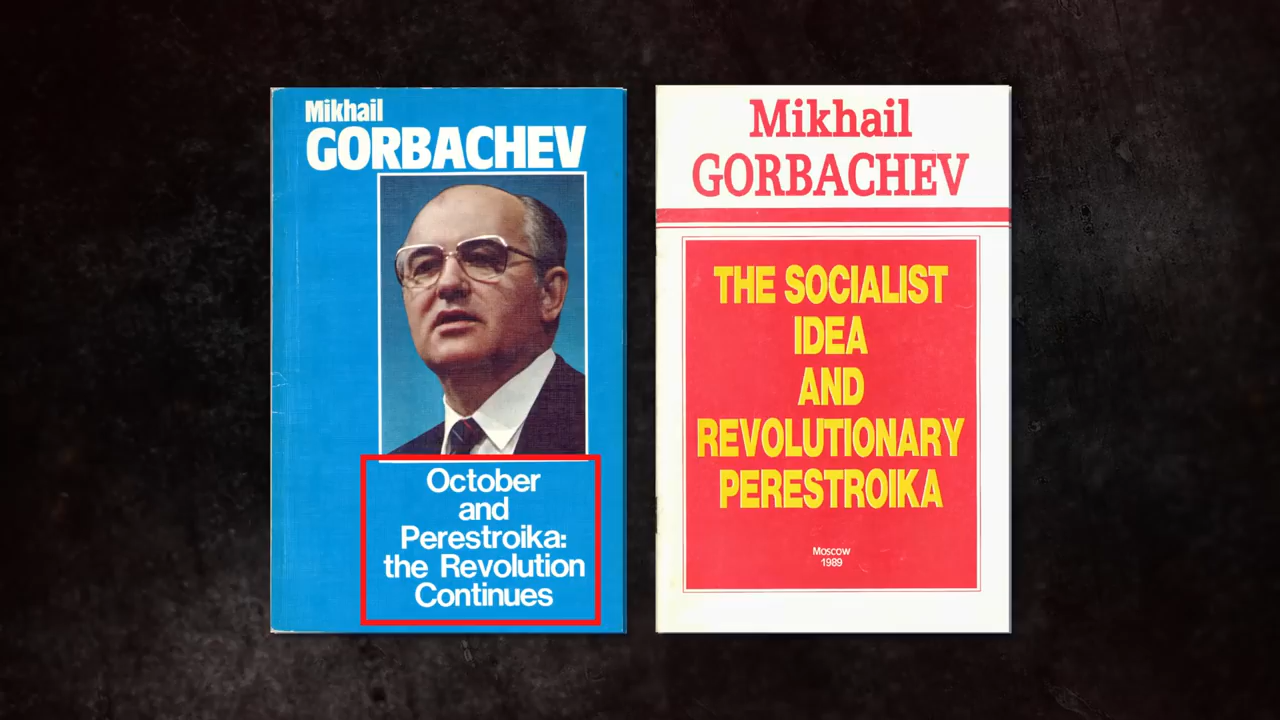 Mikhail
GORBACHEV
October
and
Perestroika:
the Revolution
Continues
Mikhail
GORBACHEV
THE SOCIALIST
IDEA
AND
REVOLUTIONARY
PERESTROIKA
Moscow
1989